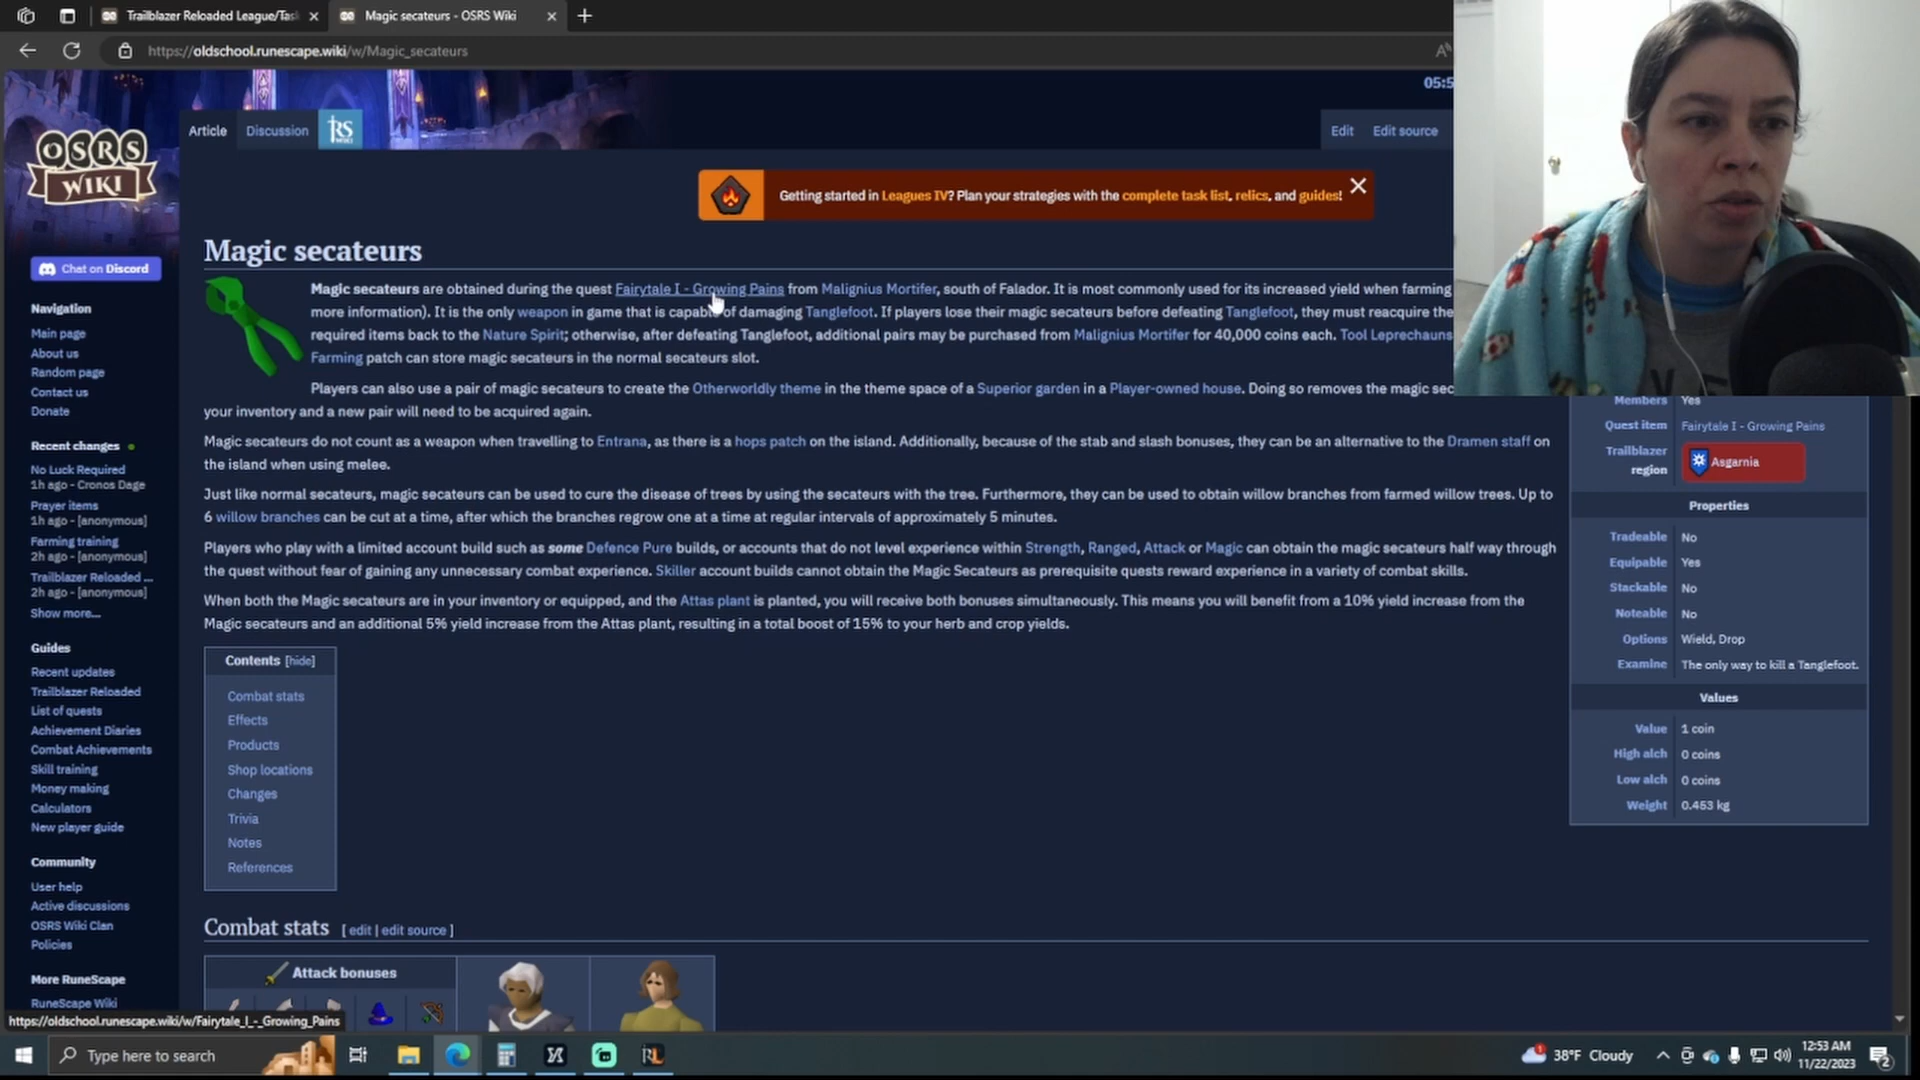 Trailblazer Reloaded League/Tas
Magic secateurs - OSRS Wiki
https://oldschool.runescape.wiki/w/Magic_secateurs
05:5
OSRS
WIKI
Article
Discussion
RS
WIKI
Edit
Edit source
Getting started in Leagues IV? Plan your strategies with the complete task list, relics, and guides!
Magic secateurs
Magic secateurs are obtained during the quest Fairytale I - Growing Pains from Malignius Mortifer, south of Falador. It is most commonly used for its increased yield when farming
more information). It is the only weapon in game that is capable of damaging Tanglefoot. If players lose their magic secateurs before defeating Tanglefoot, they must reacquire the
required items back to the Nature Spirit; otherwise, after defeating Tanglefoot, additional pairs may be purchased from Malignius Mortifer for 40,000 coins each. Tool Leprechauns
Farming patch can store magic secateurs in the normal secateurs slot.
Players can also use a pair of magic secateurs to create the Otherworldly theme in the theme space of a Superior garden in a Player-owned house. Doing so removes the magic sec
your inventory and a new pair will need to be acquired again.
Magic secateurs do not count as a weapon when travelling to Entrana, as there is a hops patch on the island. Additionally, because of the stab and slash bonuses, they can be an alternative to the Dramen staff on
the island when using melee.
Just like normal secateurs, magic secateurs can be used to cure the disease of trees by using the secateurs with the tree. Furthermore, they can be used to obtain willow branches from farmed willow trees. Up to
6 willow branches can be cut at a time, after which the branches regrow one at a time at regular intervals of approximately 5 minutes.
Players who play with a limited account build such as some Defence Pure builds, or accounts that do not level experience within Strength, Ranged, Attack or Magic can obtain the magic secateurs half way through
the quest without fear of gaining any unnecessary combat experience. Skiller account builds cannot obtain the Magic Secateurs as prerequisite quests reward experience in a variety of combat skills.
When both the Magic secateurs are in your inventory or equipped, and the Attas plant is planted, you will receive both bonuses simultaneously. This means you will benefit from a 10% yield increase from the
Magic secateurs and an additional 5% yield increase from the Attas plant, resulting in a total boost of 15% to your herb and crop yields.
Contents [hide]
Combat stats
Effects
Products
Shop locations
Changes
Trivia
Notes
References
Combat stats [ edit | edit source ]
Attack bonuses
Chat on Discord
Navigation
Main page
About us
Random page
Contact us
Donate
Recent changes
No Luck Required
1h ago - Cronos Dage
Prayer items
1h ago - [anonymous]
Farming training
2h ago - [anonymous]
Trailblazer Reloaded ...
2h ago - [anonymous]
Show more...
Guides
Recent updates
Trailblazer Reloaded
List of quests
Achievement Diaries
Combat Achievements
Skill training
Money making
Calculators
New player guide
Community
User help
Active discussions
OSRS Wiki Clan
Policies
More RuneScape
RuneScape Wiki
Members Yes
Quest item Fairytale I - Growing Pains
Trailblazer
region
Asgarnia
Properties
Tradeable No
Equipable Yes
Stackable No
Noteable No
Options Wield, Drop
Examine The only way to kill a Tanglefoot.
Values
Value 1 coin
High alch 0 coins
Low alch 0 coins
Weight 0.453 kg
https://oldschool.runescape.wiki/w/Fairytale_I_-_Growing_Pains
Type here to search
38°F Cloudy
12:53 AM
11/22/2023
2